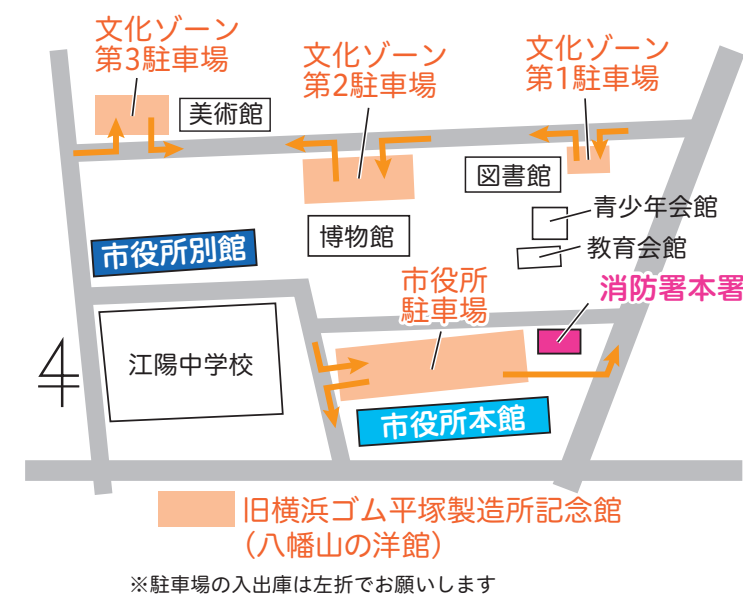 文化ゾーン
第3駐車場
文化ゾーン
第2駐車場
文化ゾーン
第1駐車場
美術館
図書館
青少年会館
博物館
教育会館
市役所別館
市役所
駐車場
消防署本署
江陽中学校
市役所本館
旧横浜ゴム平塚製造所記念館
（八幡山の洋館）
※駐車場の入出庫は左折でお願いします